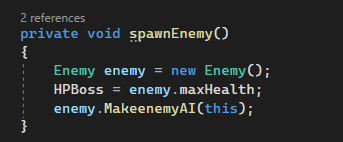 2 references
private void spawnEnemy()
{
Enemy enemy = new Enemy();
HPBoss = enemy.maxHealth;
enemy.MakeenemyAI(this);
}